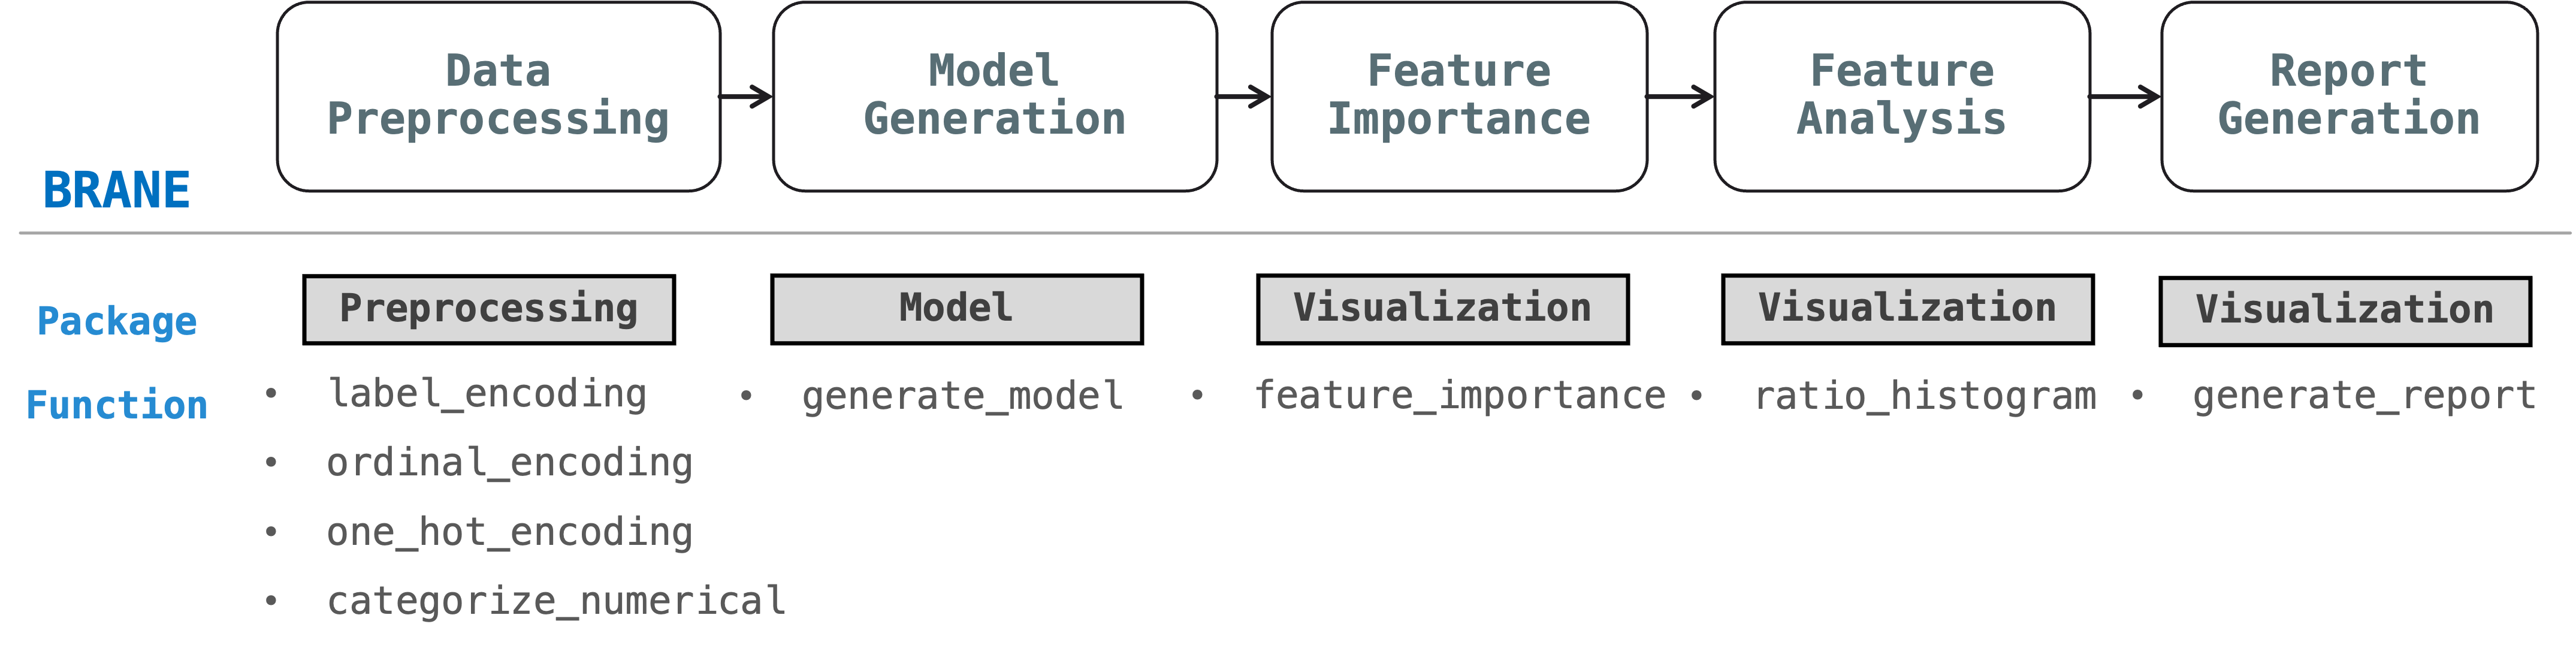 Data
Preprocessing
Model
Generation
Feature
Importance
Feature
Analysis
Report
Generation
BRANE
Package
Preprocessing
Model
Visualization
Visualization
Visualization
Function
• label_encoding
• ordinal_encoding
• one_hot_encoding
• categorize_numerical
• generate_model
• feature_importance
• ratio_histogram
• generate_report